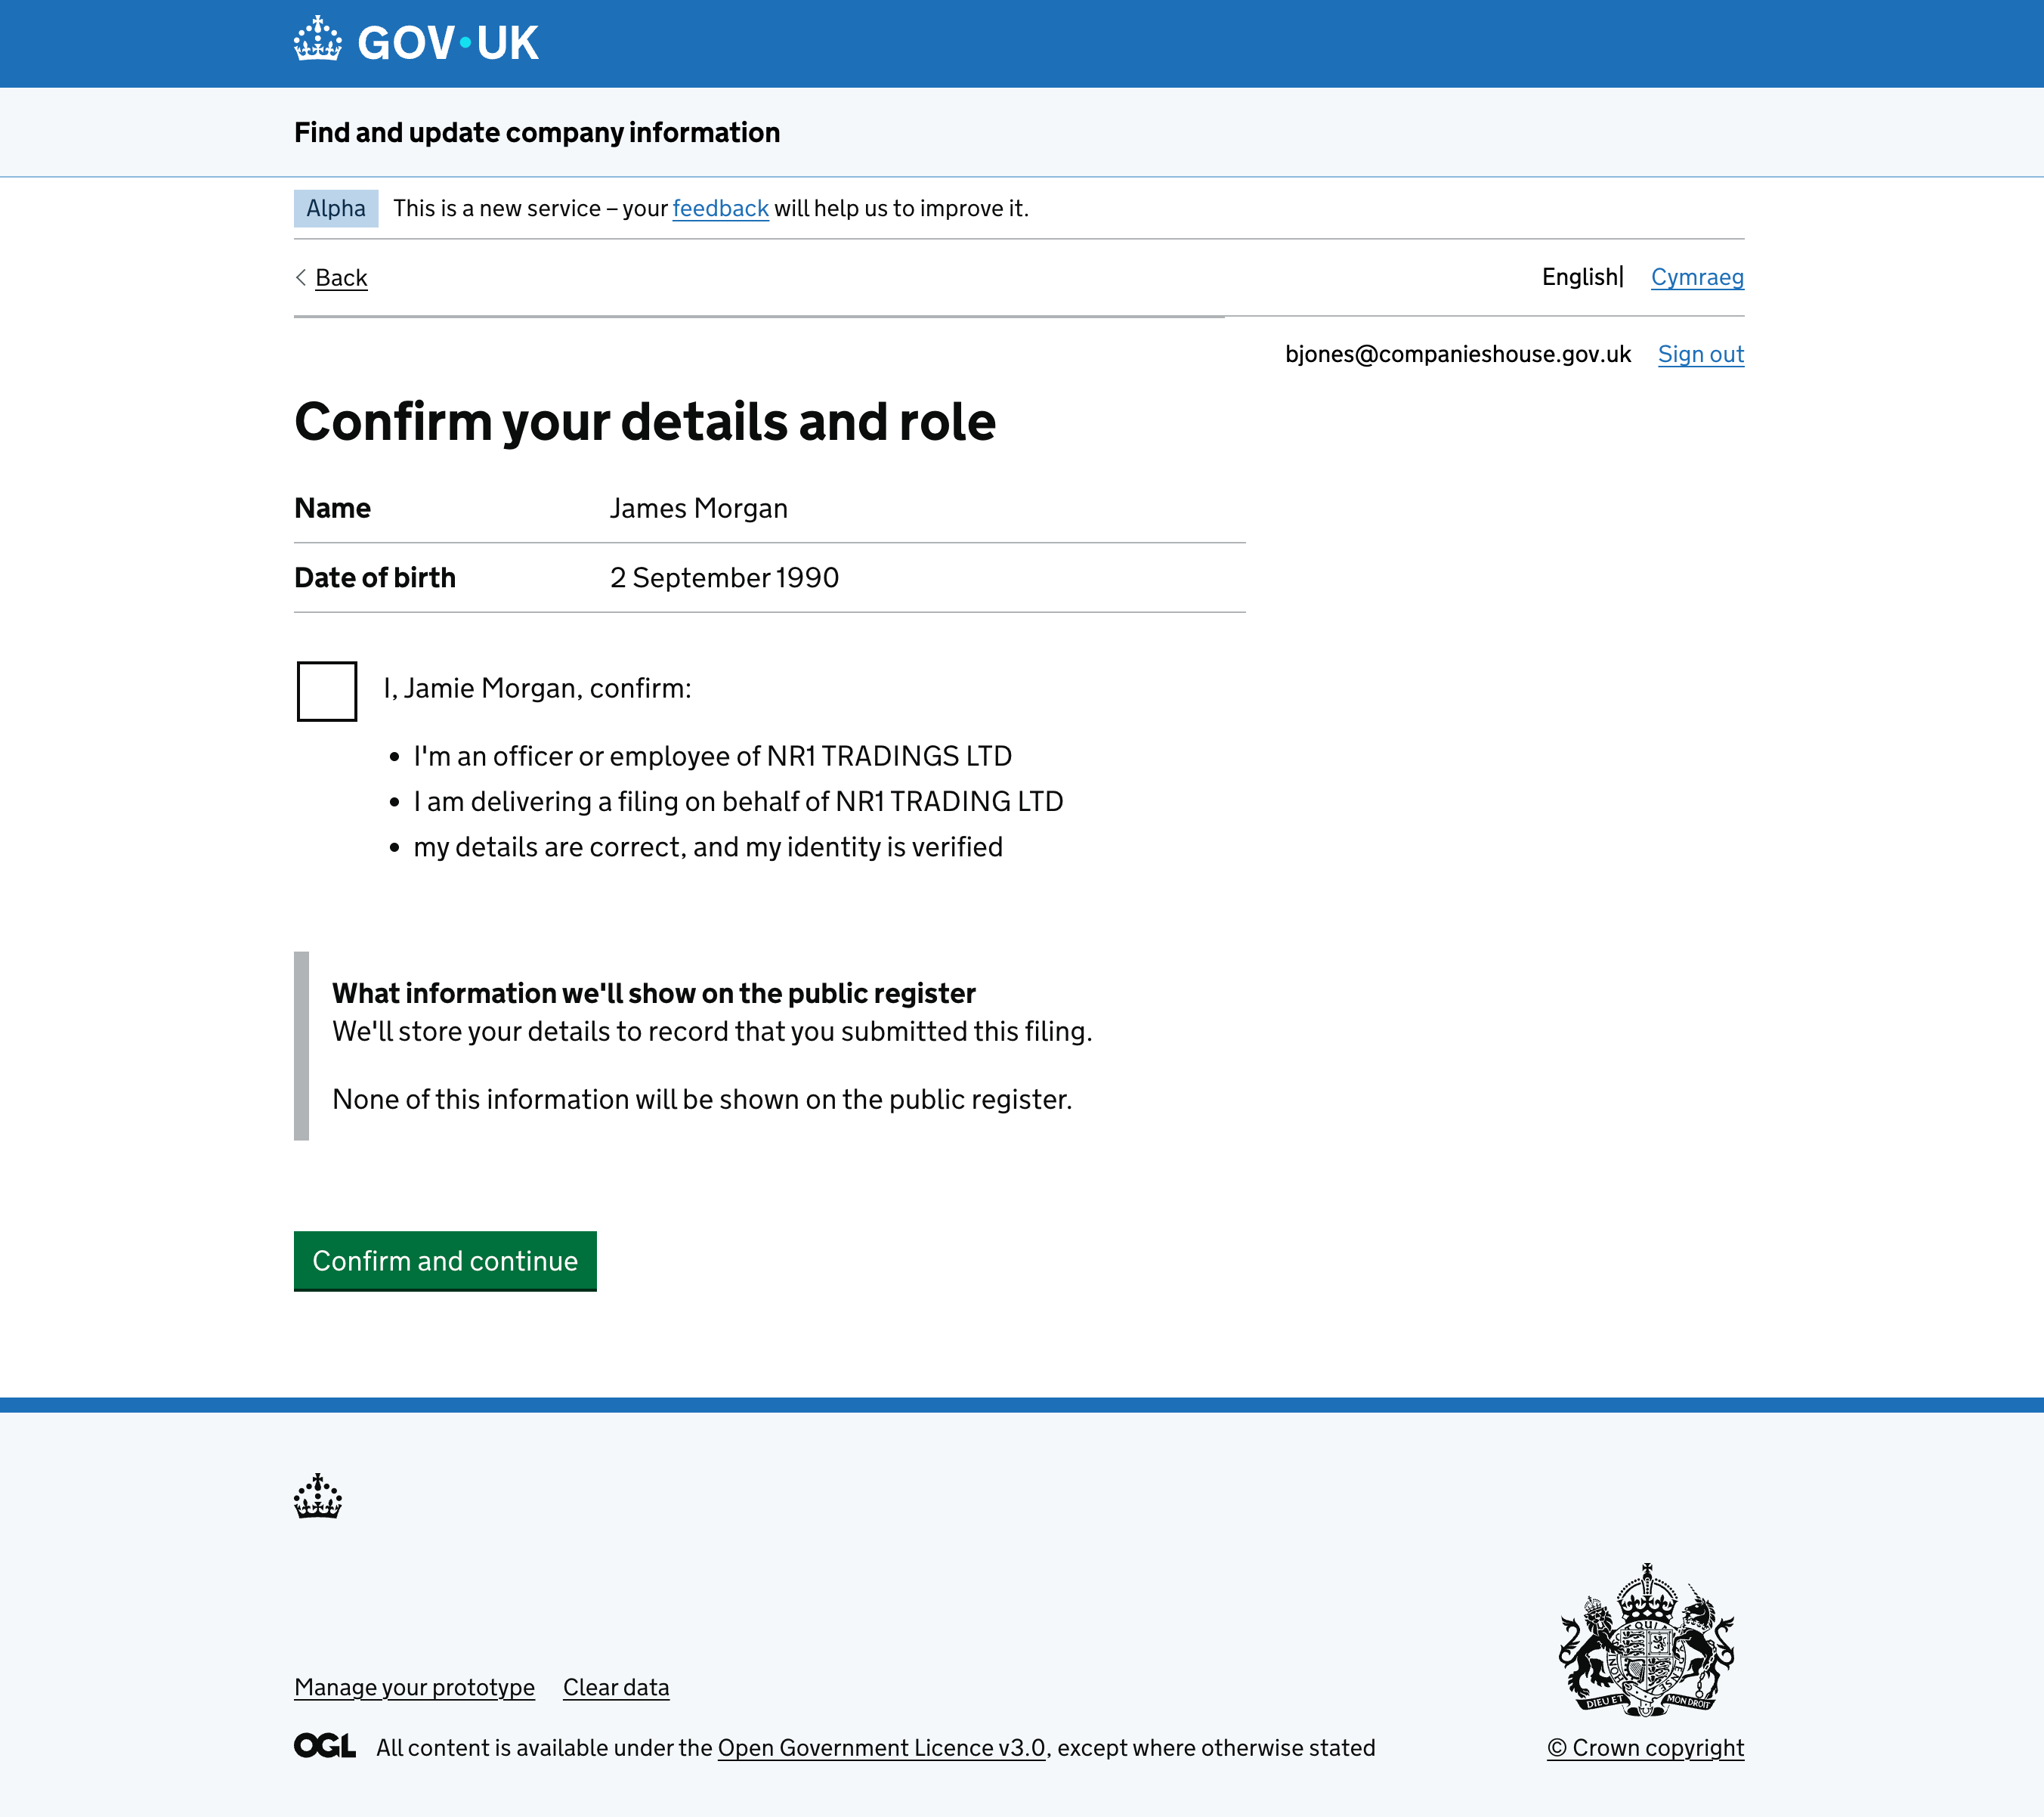 GOV·UK
Find and update company information
Alpha This is a new service – your feedback will help us to improve it.
Back English| Cymraeg
bjones@companieshouse.gov.uk Sign out
Confirm your details and role
Name James Morgan
Date of birth 2 September 1990
I, Jamie Morgan, confirm:
• I'm an officer or employee of NR1 TRADINGS LTD
• I am delivering a filing on behalf of NR1 TRADING LTD
• my details are correct, and my identity is verified
What information we'll show on the public register
We'll store your details to record that you submitted this filing.
None of this information will be shown on the public register.
Confirm and continue
DIEU ET MON DROIT
Manage your prototype Clear data
OGL All content is available under the Open Government Licence v3.0, except where otherwise stated
© Crown copyright